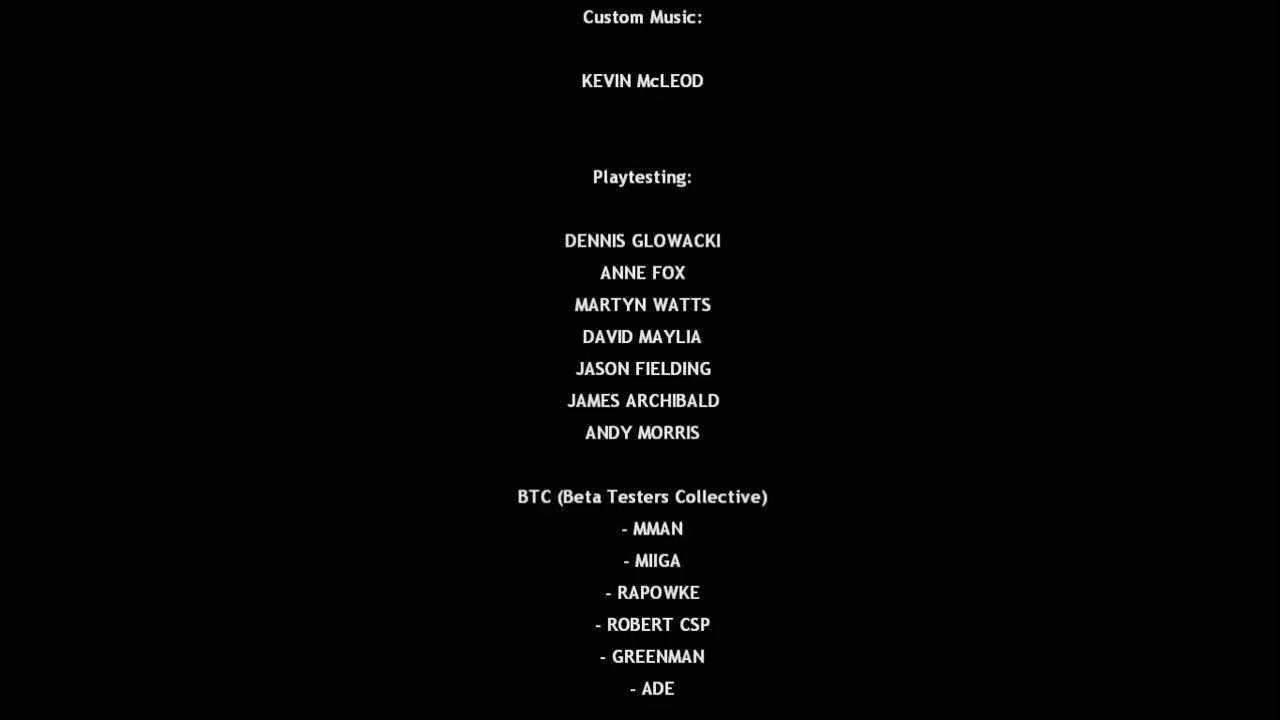 Custom Music:
KEVIN McLEOD
Playtesting:
DENNIS GLOWACKI
ANNE FOX
MARTYN WATTS
DAVID MAYLIA
JASON FIELDING
JAMES ARCHIBALD
ANDY MORRIS
BTC (Beta Testers Collective)
- MMAN
- MIIGA
- RAPOWKE
- ROBERT CSP
- GREENMAN
- ADE